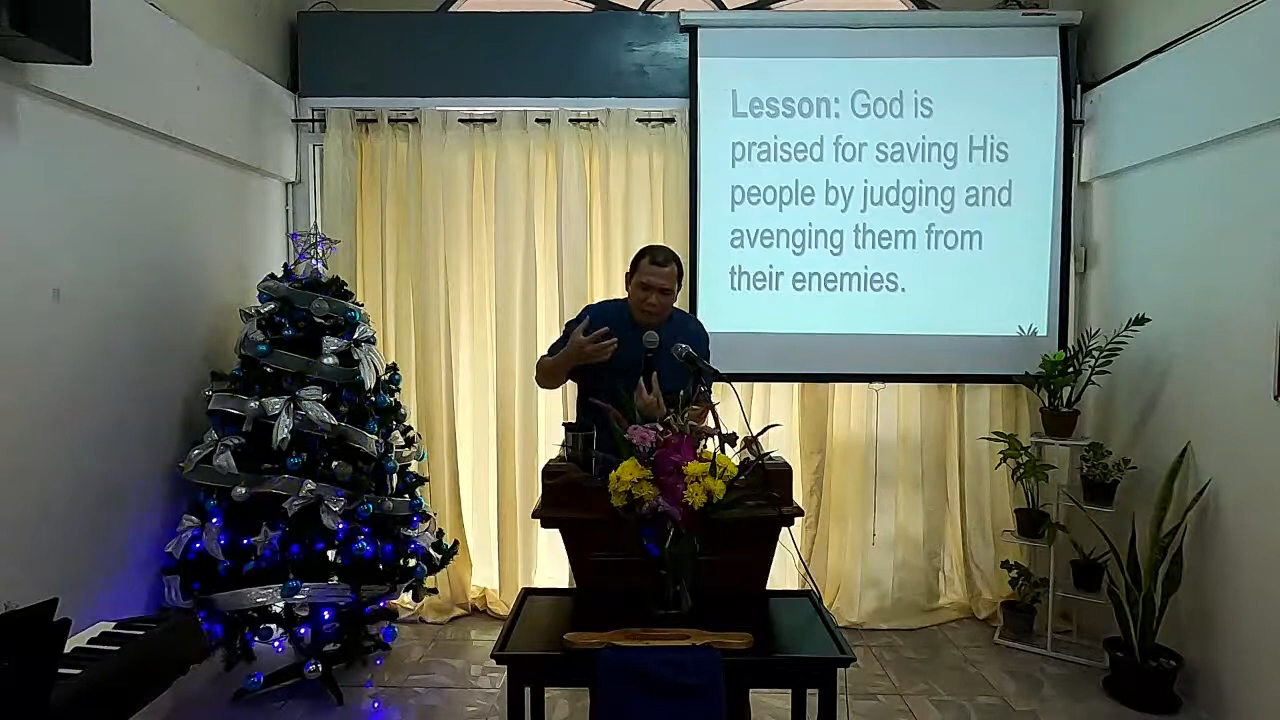 Lesson: God is
praised for saving His
people by judging and
avenging them from
their enemies.